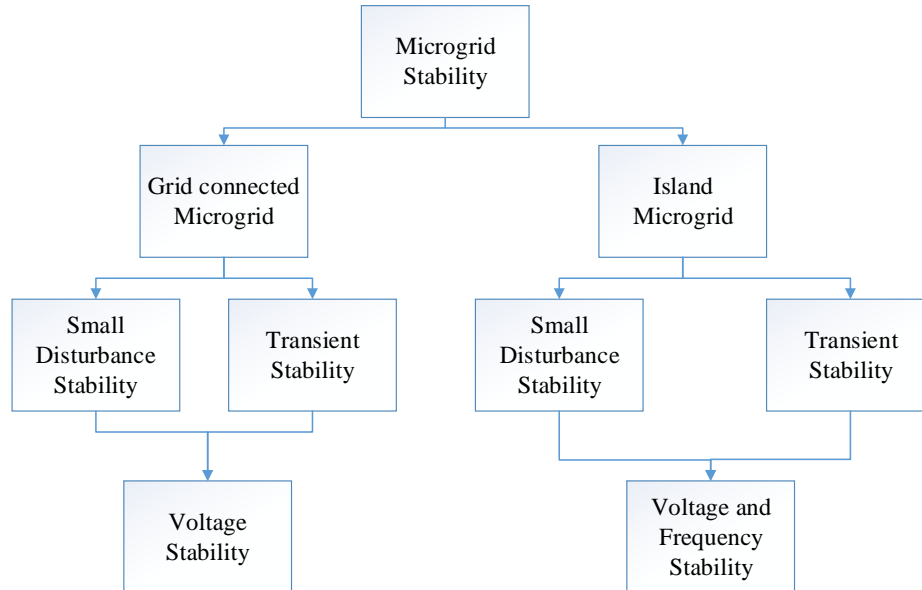 Microgrid
Stability
Grid connected
Microgrid
Island
Microgrid
Small
Disturbance
Stability
Transient
Stability
Small
Disturbance
Stability
Transient
Stability
Voltage
Stability
Voltage and
Frequency
Stability